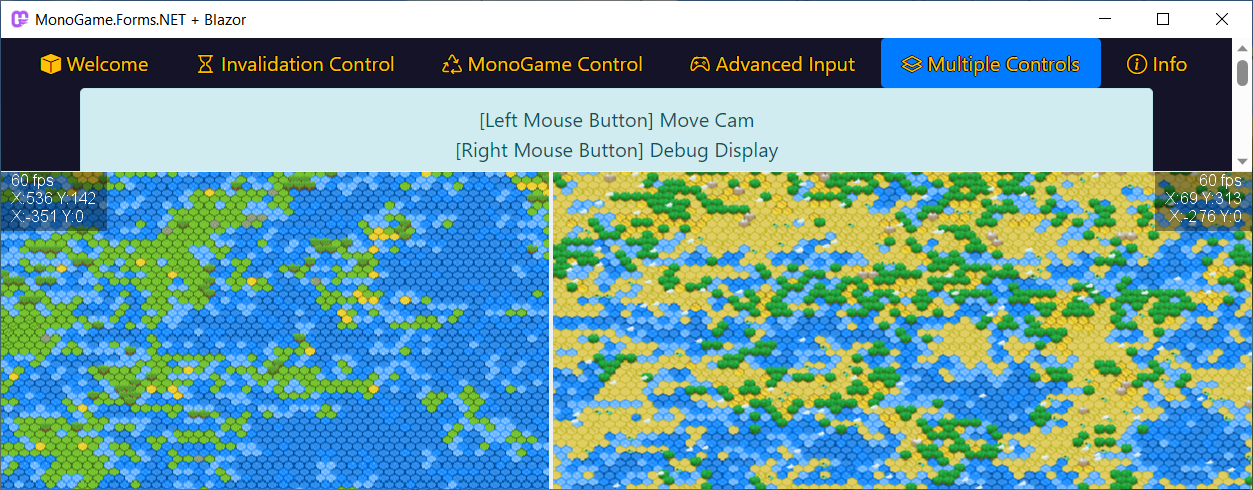 MonoGame.Forms.NET + Blazor
Welcome Invalidation Control MonoGame Control Advanced Input Multiple Controls Info
[Left Mouse Button] Move Cam
[Right Mouse Button] Debug Display
60 fps
X:536 Y:142
X:-351 Y:0
60 fps
X:69 Y:313
X:-276 Y:0